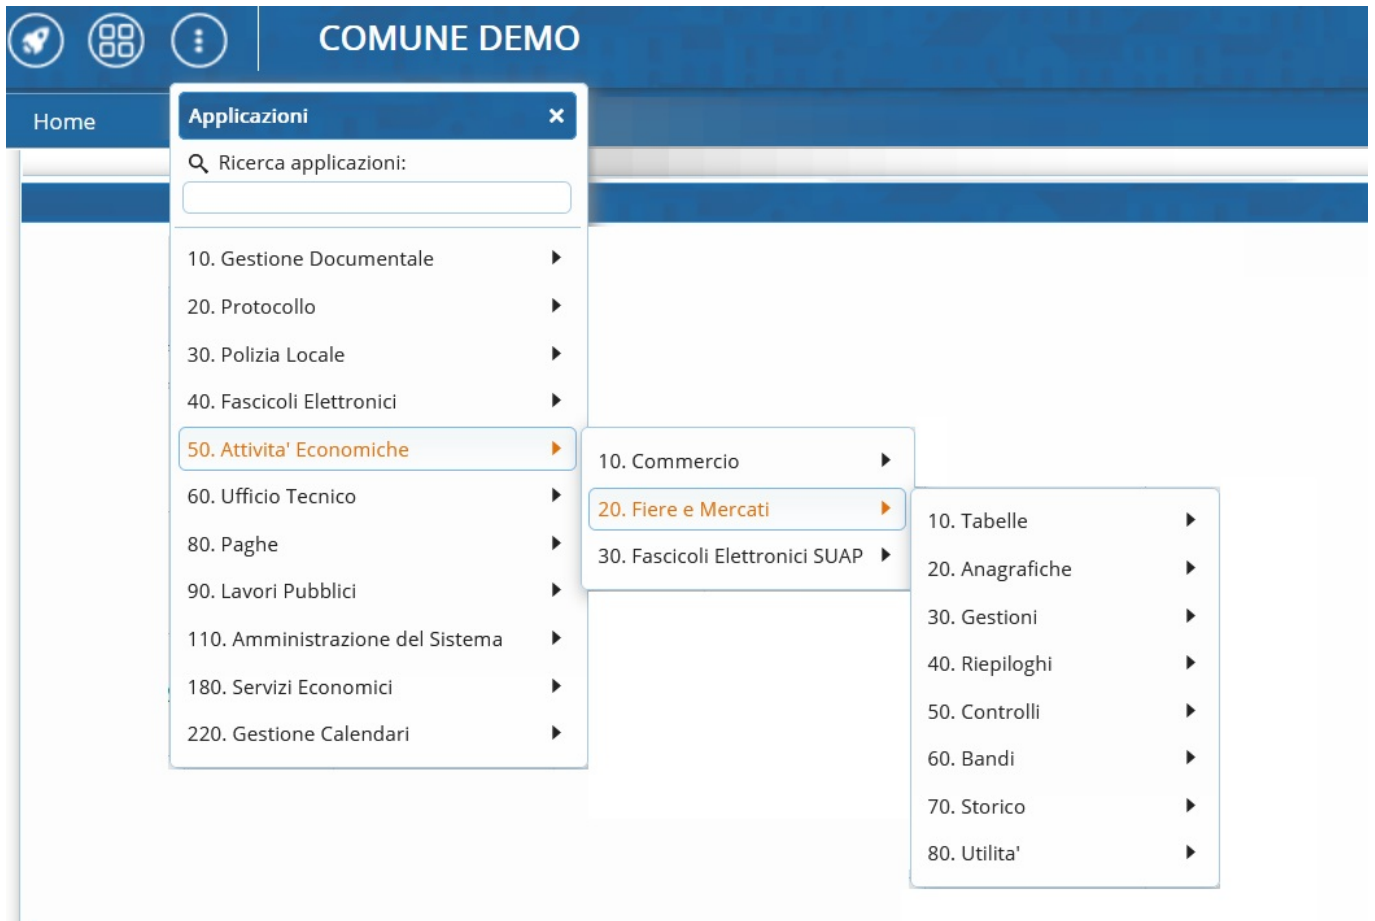 COMUNE DEMO
Home
Applicazioni
Ricerca applicazioni:
10. Gestione Documentale
20. Protocollo
30. Polizia Locale
40. Fascicoli Elettronici
50. Attivita' Economiche
60. Ufficio Tecnico
80. Paghe
90. Lavori Pubblici
110. Amministrazione del Sistema
180. Servizi Economici
220. Gestione Calendari
10. Commercio
20. Fiere e Mercati
30. Fascicoli Elettronici SUAP
10. Tabelle
20. Anagrafiche
30. Gestioni
40. Riepiloghi
50. Controlli
60. Bandi
70. Storico
80. Utilita'